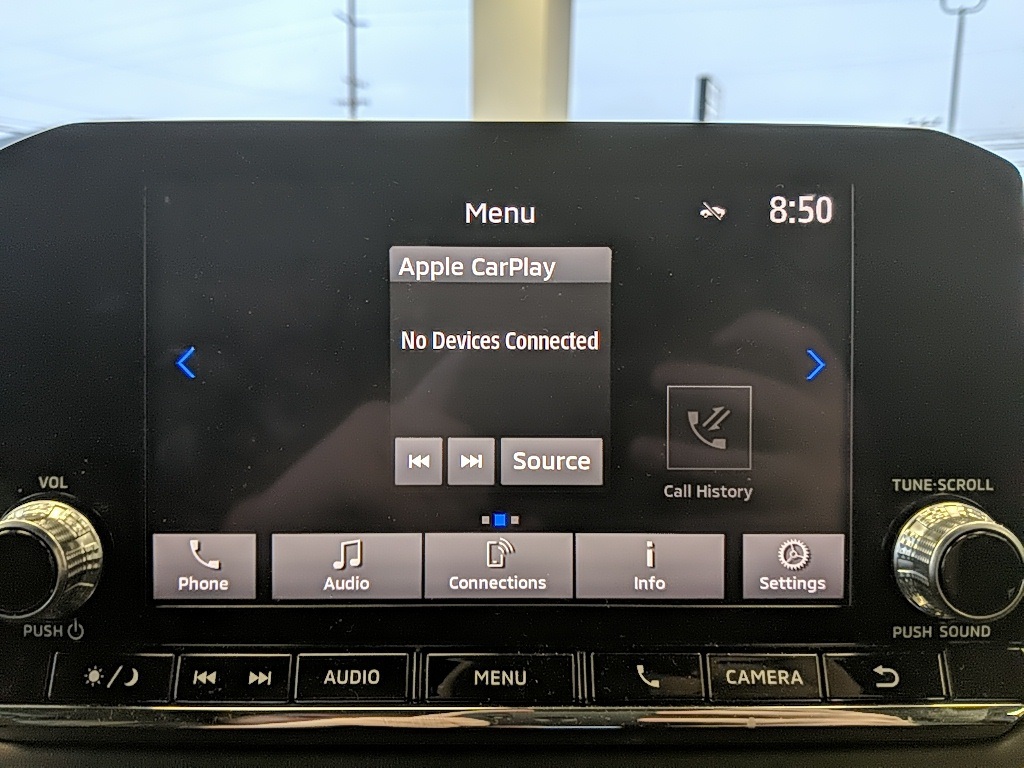 Menu
8:50
Apple CarPlay
No Devices Connected
Source
Call History
VOL
TUNE·SCROLL
Phone
Audio
Connections
Info
Settings
PUSH
PUSH SOUND
AUDIO
MENU
CAMERA